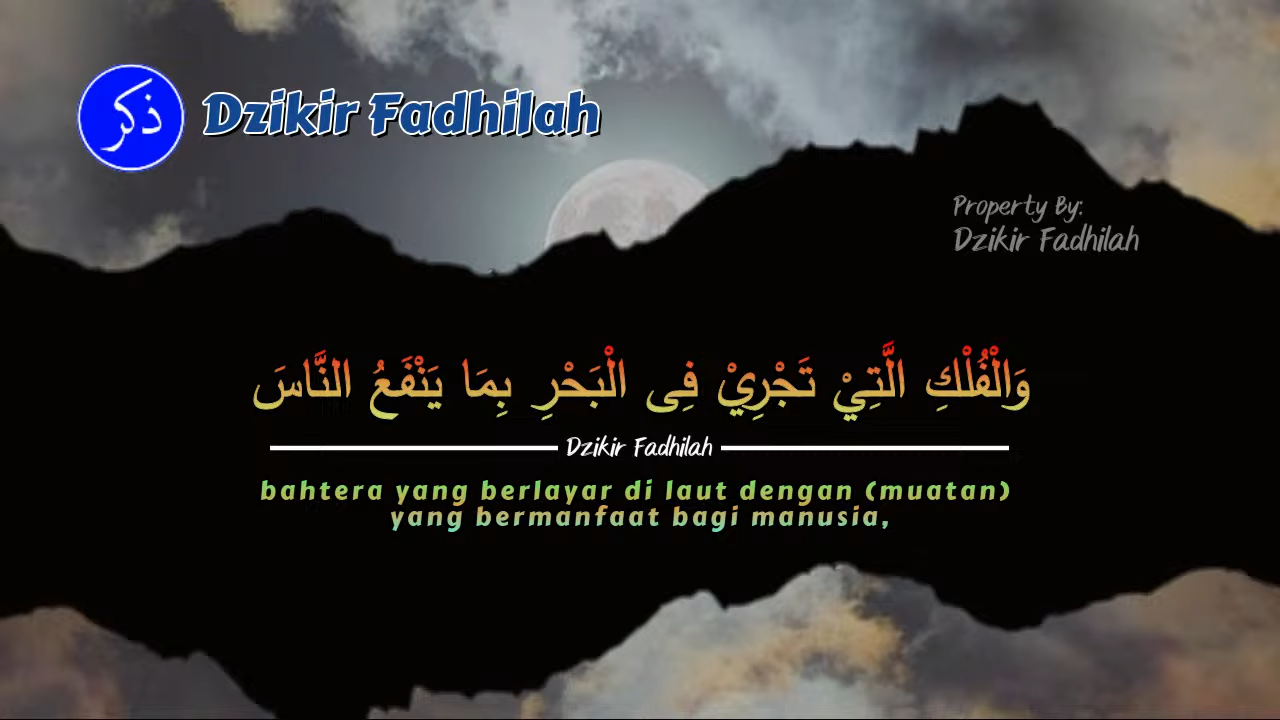 ذكر
Dzikir Fadhilah
Property By:
Dzikir Fadhilah
وَالْفُلْكِ الَّتِيْ تَجْرِيْ فِى الْبَحْرِ بِمَا يَنْفَعُ النَّاسَ
Dzikir Fadhilah
bahtera yang berlayar di laut dengan (muatan)
yang bermanfaat bagi manusia,